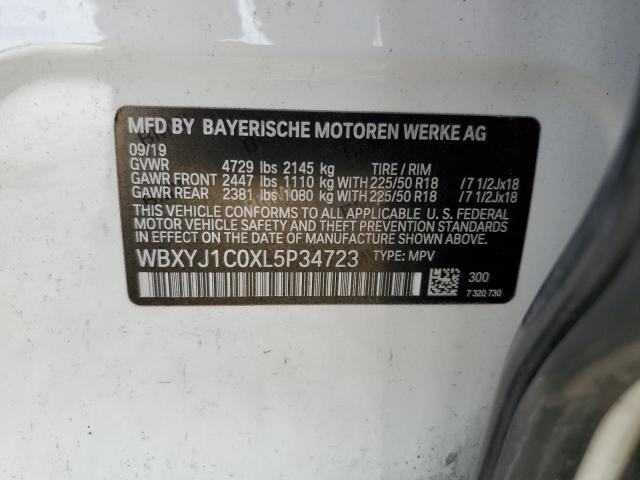 MFD BY BAYERISCHE MOTOREN WERKE AG
09/19
GVWR 4729 lbs 2145 kg TIRE / RIM
GAWR FRONT 2447 lbs 1110 kg WITH 225/50 R18 /7 1/2Jx18
GAWR REAR 2381 lbs 1080 kg WITH 225/50 R18 /7 1/2Jx18
THIS VEHICLE CONFORMS TO ALL APPLICABLE U. S. FEDERAL
MOTOR VEHICLE SAFETY, BUMPER, AND THEFT PREVENTION
STANDARDS IN EFFECT ON THE DATE OF MANUFACTURE SHOWN ABOVE.
WBXYJ1C0XL5P34723 TYPE: MPV
300
7 320 730